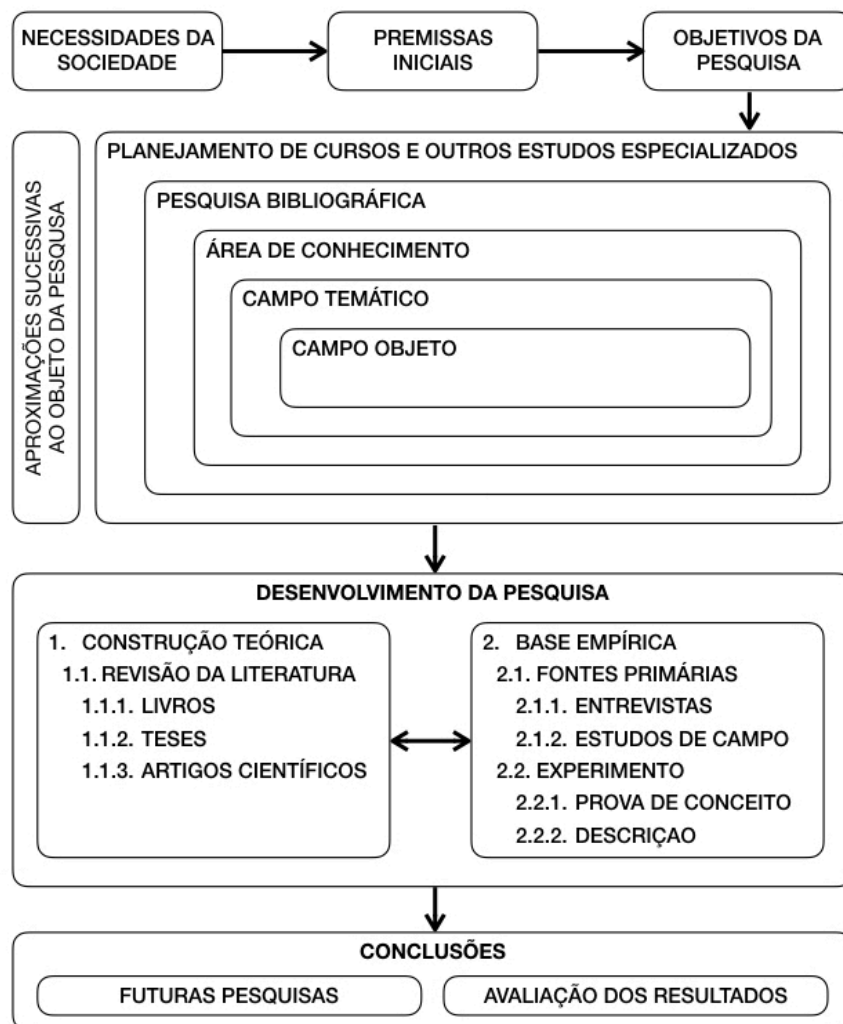 NECESSIDADES DA
SOCIEDADE
PREMISSAS
INICIAIS
OBJETIVOS DA
PESQUISA
APROXIMAÇÕES SUCESSIVAS
AO OBJETO DA PESQUSA
PLANEJAMENTO DE CURSOS E OUTROS ESTUDOS ESPECIALIZADOS
PESQUISA BIBLIOGRÁFICA
ÁREA DE CONHECIMENTO
CAMPO TEMÁTICO
CAMPO OBJETO
DESENVOLVIMENTO DA PESQUISA
1. CONSTRUÇÃO TEÓRICA
1.1. REVISÃO DA LITERATURA
1.1.1. LIVROS
1.1.2. TESES
1.1.3. ARTIGOS CIENTÍFICOS
2. BASE EMPÍRICA
2.1. FONTES PRIMÁRIAS
2.1.1. ENTREVISTAS
2.1.2. ESTUDOS DE CAMPO
2.2. EXPERIMENTO
2.2.1. PROVA DE CONCEITO
2.2.2. DESCRIÇAO
CONCLUSÕES
FUTURAS PESQUISAS
AVALIAÇÃO DOS RESULTADOS